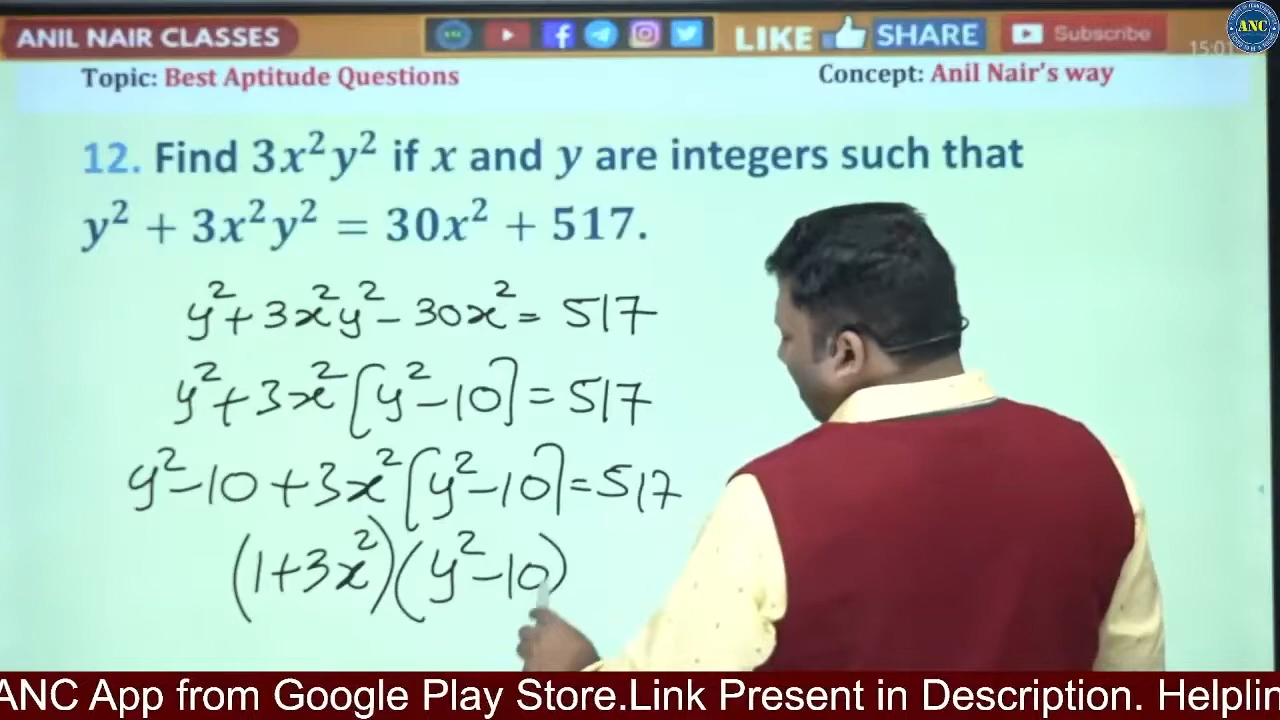 ANIL NAIR CLASSES
LIKE SHARE Subscribe
ANC
15:01
Topic: Best Aptitude Questions
Concept: Anil Nair's way
12. Find 3x²y² if x and y are integers such that
y² + 3x²y² = 30x² + 517.
y² + 3x²y² - 30x² = 517
y² + 3x² [y² - 10] = 517
y² - 10 + 3x² [y² - 10] = 517
(1 + 3x²) (y² - 10)
ANC App from Google Play Store.Link Present in Description. Helplin